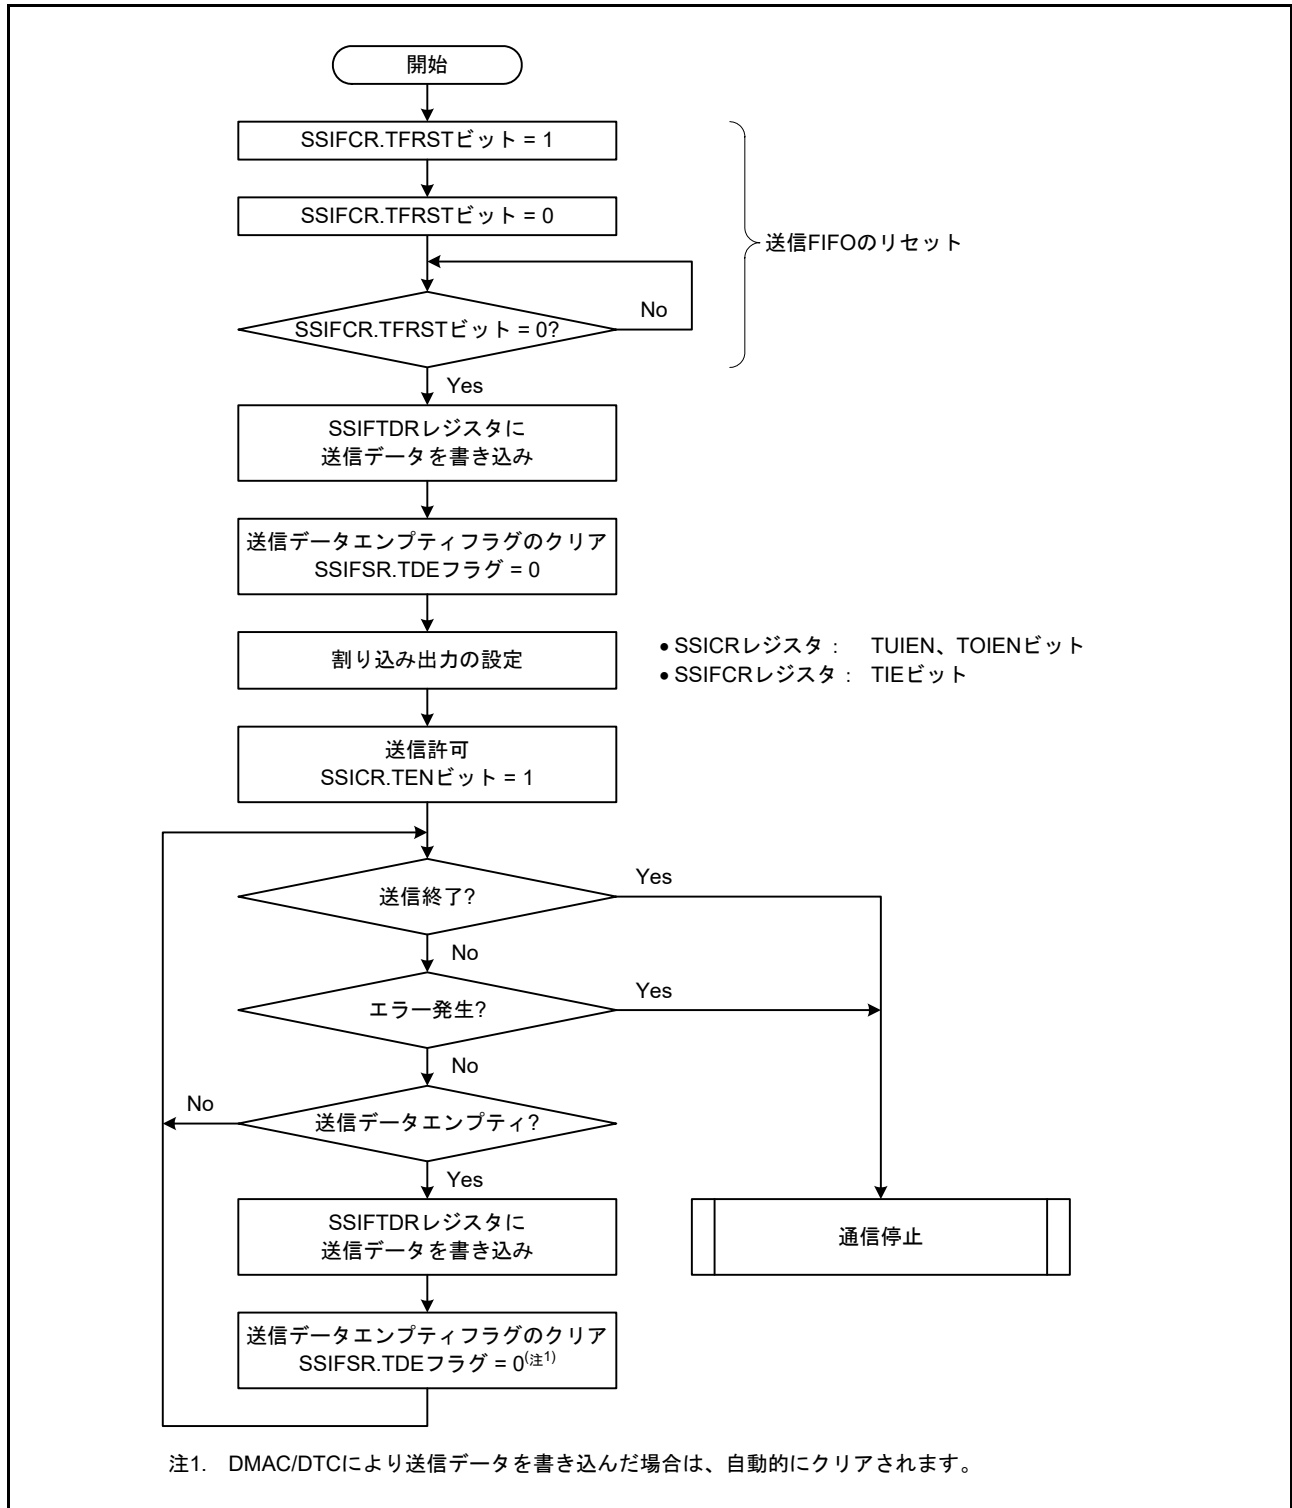 開始
SSIFCR.TFRSTビット = 1
SSIFCR.TFRSTビット = 0
送信FIFOのリセット
No
SSIFCR.TFRSTビット = 0?
Yes
SSIFTDRレジスタに
送信データを書き込み
送信データエンプティフラグのクリア
SSIFSR.TDEフラグ = 0
割り込み出力の設定
• SSICRレジスタ： TUIEN、TOIENビット
• SSIFCRレジスタ： TIEビット
送信許可
SSICR.TENビット = 1
送信終了?
Yes
No
エラー発生?
Yes
No
送信データエンプティ?
No
Yes
SSIFTDRレジスタに
送信データを書き込み
通信停止
送信データエンプティフラグのクリア
SSIFSR.TDEフラグ = 0(注1)
注1. DMAC/DTCにより送信データを書き込んだ場合は、自動的にクリアされます。